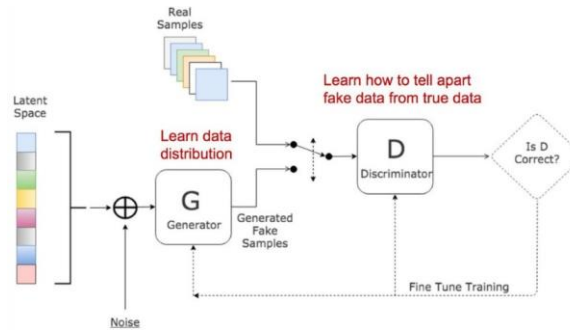 Real
Samples
Learn how to tell apart
fake data from true data
Latent
Space
Learn data
distribution
D
Discriminator
Is D
Correct?
G
Generator
Generated
Fake
Samples
Fine Tune Training
Noise